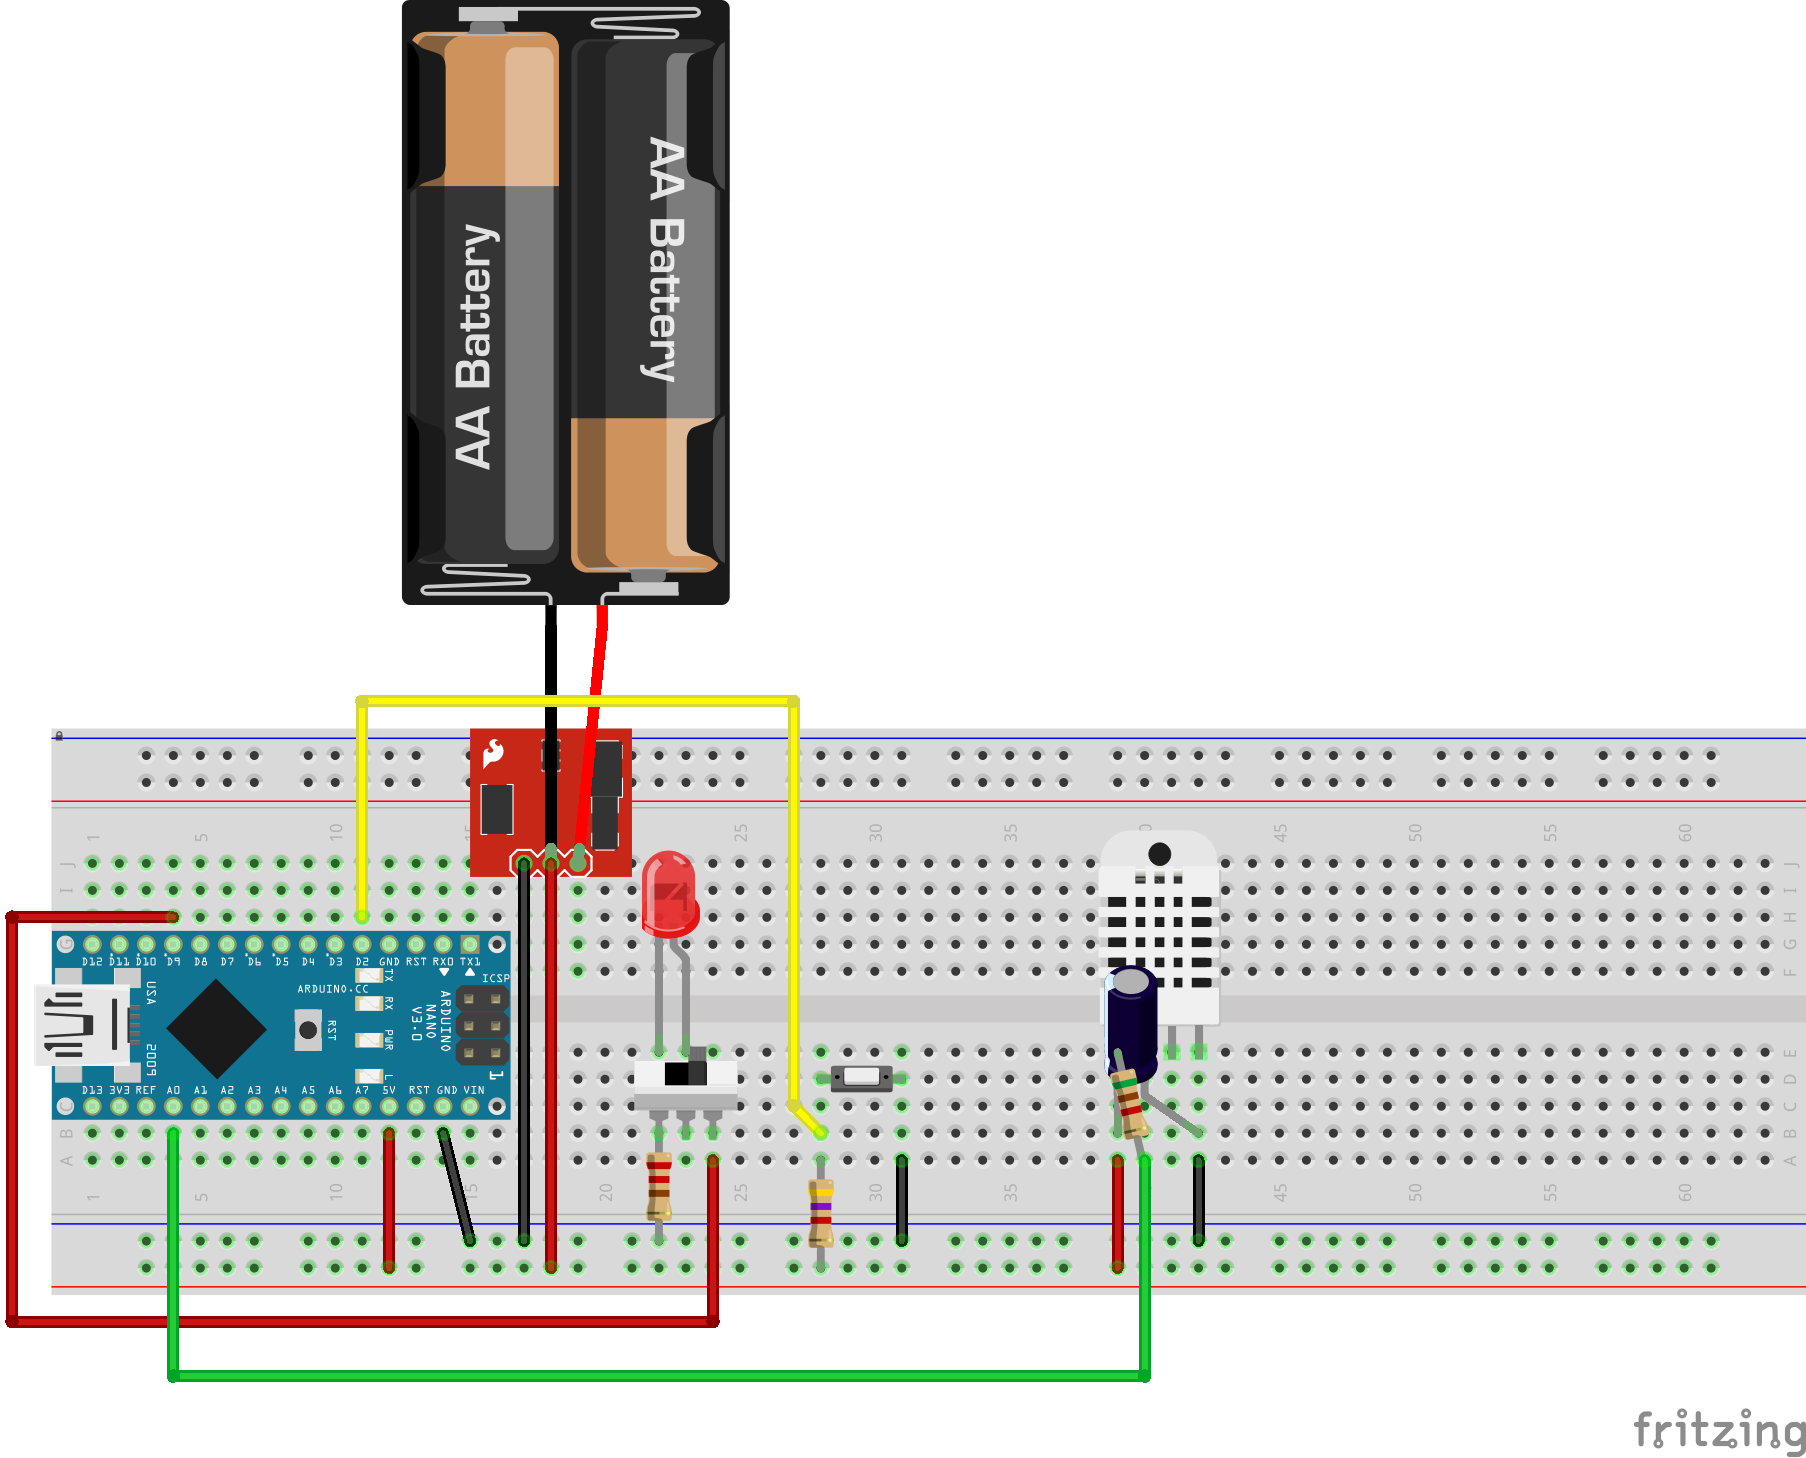 AA Battery
AA Battery
1 5 10 15 25 30 35 0 45 50 55 60
J J
I I
H H
G G
F F
E
D
C
B B
A A
D12 D11 D10 D9 D8 D7 D6 D5 D4 D3 D2 GND RST RX0 TX1
ICSP
ARDUINO.CC
USA
2009
RST
TX
RX
PWR
L
ARDUINO
NANO
V3.0
1
D13 3V3 REF A0 A1 A2 A3 A4 A5 A6 A7 5V RST GND VIN
C
1 5 10 15 20 25 30 35 45 50 55 60
fritzing